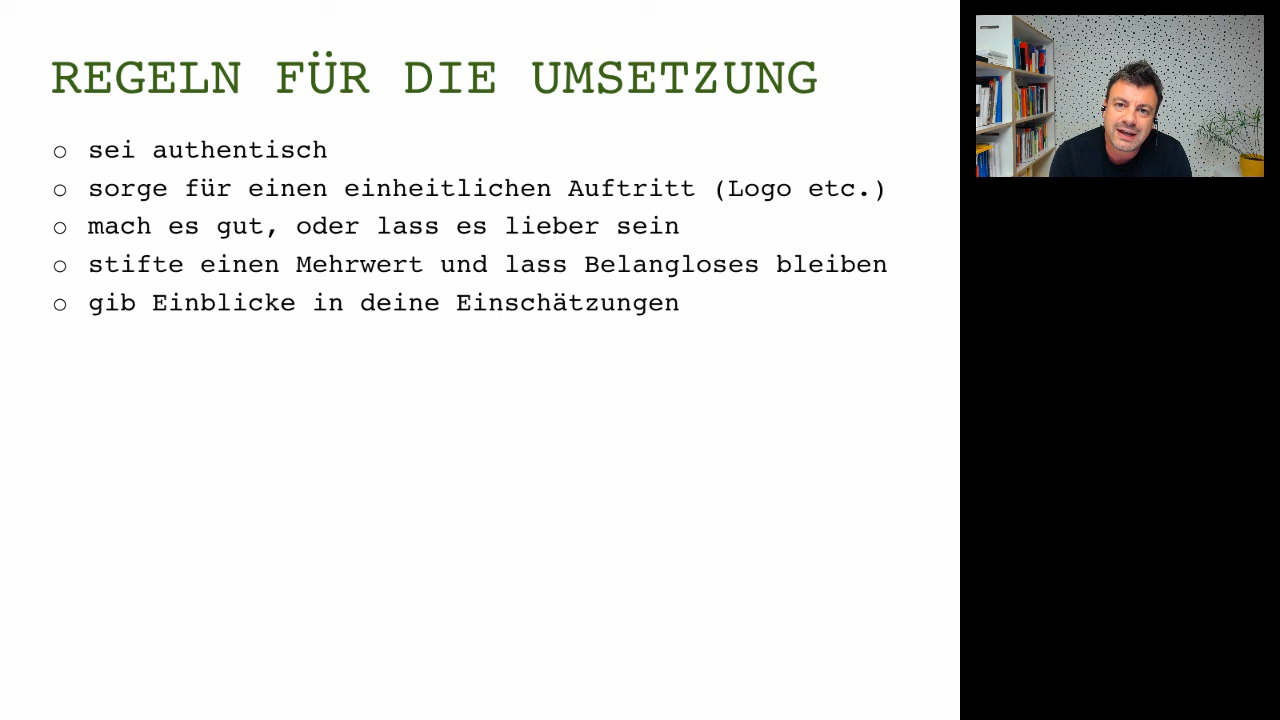 REGELN FÜR DIE UMSETZUNG
sei authentisch
sorge für einen einheitlichen Auftritt (Logo etc.)
mach es gut, oder lass es lieber sein
stifte einen Mehrwert und lass Belangloses bleiben
gib Einblicke in deine Einschätzungen